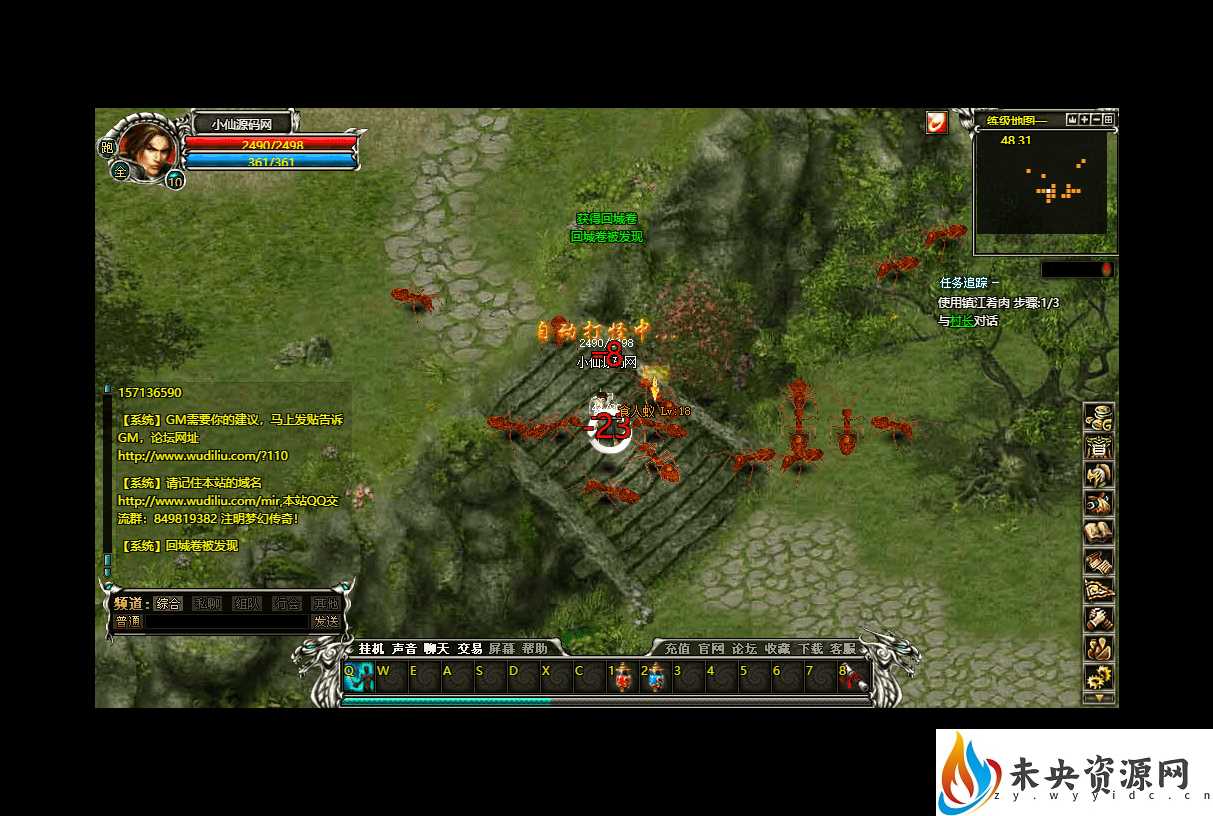 小仙源码网
2490/2498
361/361
跑
全
10
练级地图一
48 31
获得回城卷
回城卷被发现
任务追踪 -
使用镇江肴肉 步骤:1/3
与村长对话
自动打怪中...
-8
食人蚁 Lv:18
-23
157136590
【系统】GM需要你的建议，马上发贴告诉
GM，论坛网址
http://www.wudiliu.com/?110
【系统】请记住本站的域名
http://www.wudiliu.com/mir,本站QQ交
流群：849819382 注明梦幻传奇！
【系统】回城卷被发现
频道：综合 私聊 组队 行会 其他
普通 发送
挂机 声音 聊天 交易 屏幕 帮助 充值 官网 论坛 收藏 下载 客服
Q W E A S D X C 1 2 3 4 5 6 7 8
未央资源网
zy.wyyidc.cn